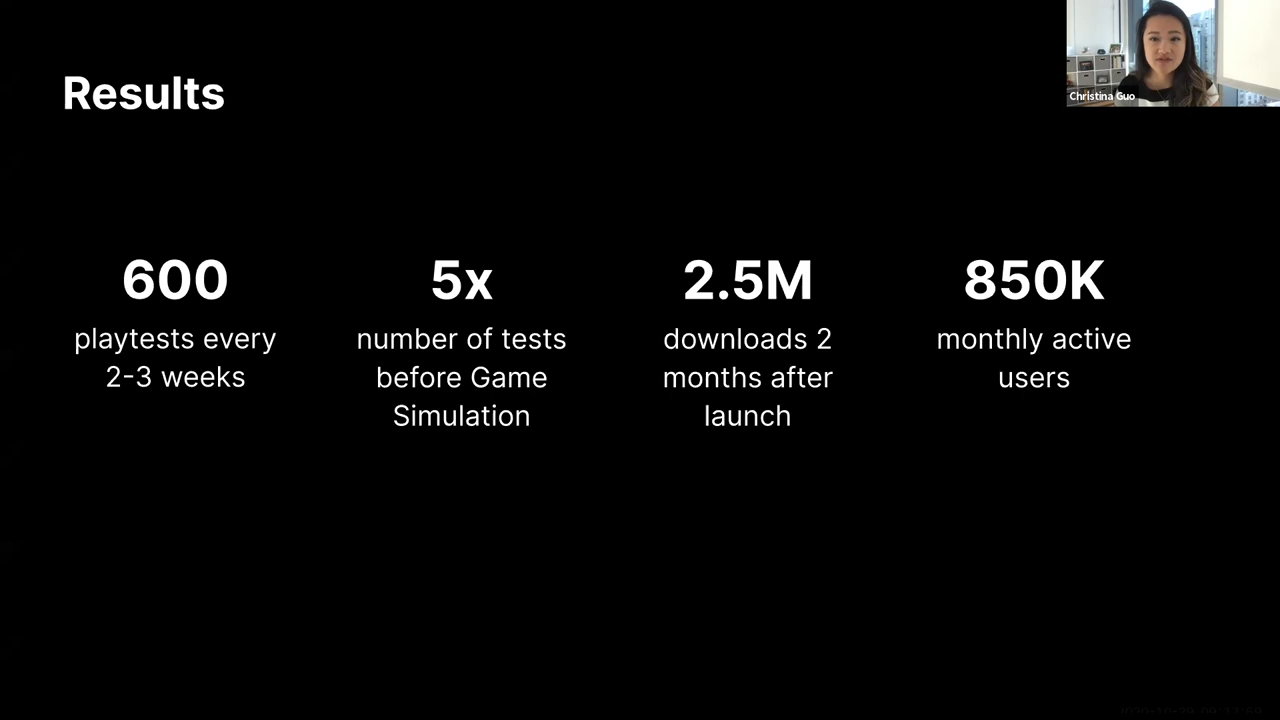 Results
Christina Guo
600
playtests every
2-3 weeks
5x
number of tests
before Game
Simulation
2.5M
downloads 2
months after
launch
850K
monthly active
users